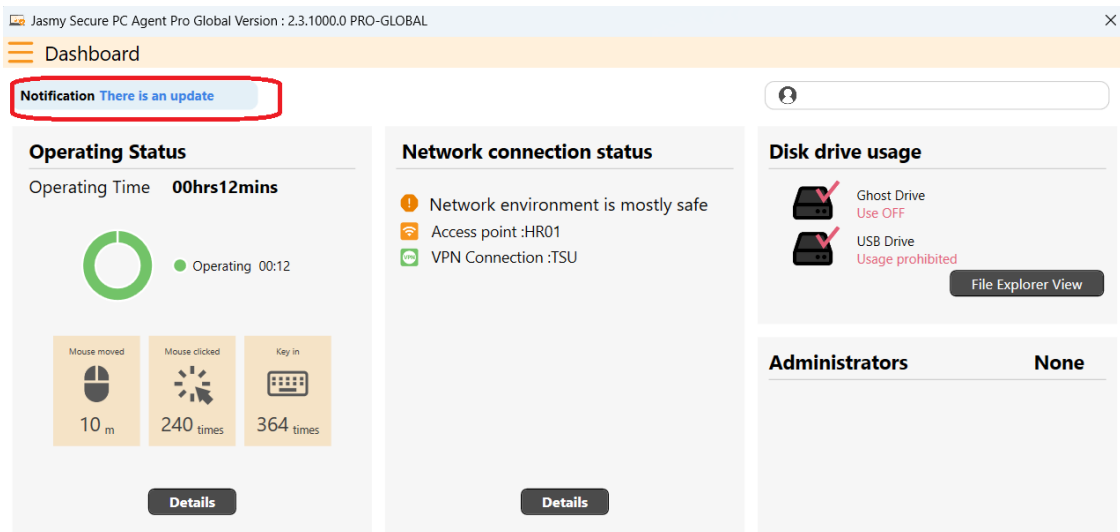 Jasmy Secure PC Agent Pro Global Version : 2.3.1000.0 PRO-GLOBAL
Dashboard
Notification There is an update
Operating Status
Operating Time 00hrs12mins
Operating 00:12
Mouse moved
10 m
Mouse clicked
240 times
Key in
364 times
Details
Network connection status
Network environment is mostly safe
Access point :HR01
VPN
VPN Connection :TSU
Details
Disk drive usage
Ghost Drive
Use OFF
USB Drive
Usage prohibited
File Explorer View
Administrators None